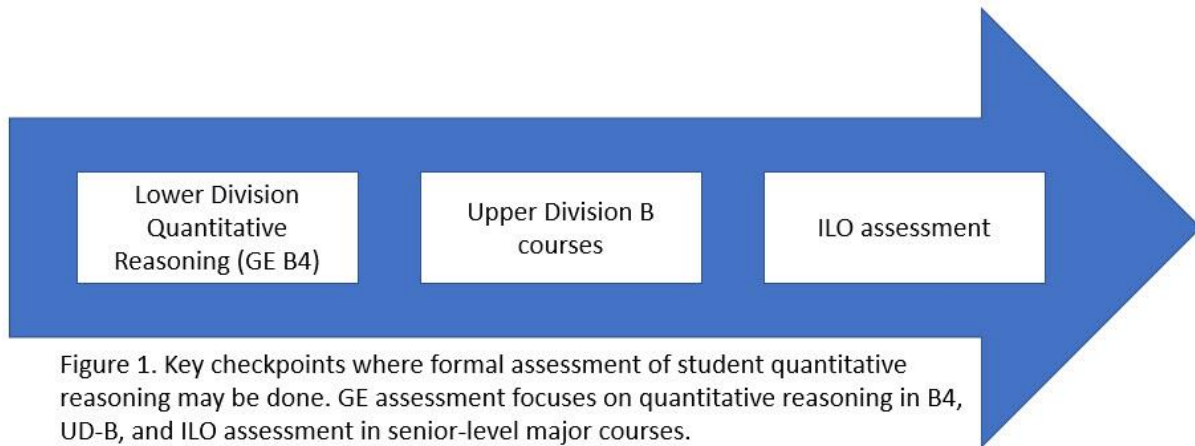 Lower Division
Quantitative
Reasoning (GE B4)
Upper Division B
courses
ILO assessment
Figure 1. Key checkpoints where formal assessment of student quantitative
reasoning may be done. GE assessment focuses on quantitative reasoning in B4,
UD-B, and ILO assessment in senior-level major courses.